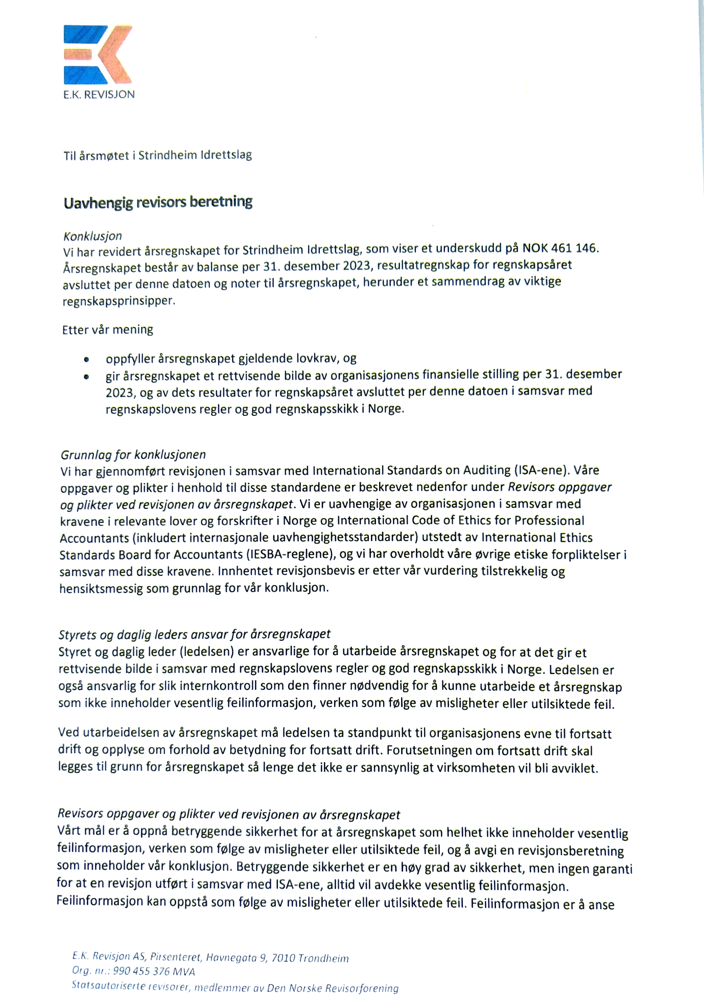 E.K. REVISJON
Til årsmøtet i Strindheim Idrettslag
Uavhengig revisors beretning
Konklusjon
Vi har revidert årsregnskapet for Strindheim Idrettslag, som viser et underskudd på NOK 461 146.
Årsregnskapet består av balanse per 31. desember 2023, resultatregnskap for regnskapsåret
avsluttet per denne datoen og noter til årsregnskapet, herunder et sammendrag av viktige
regnskapsprinsipper.
Etter vår mening
• oppfyller årsregnskapet gjeldende lovkrav, og
• gir årsregnskapet et rettvisende bilde av organisasjonens finansielle stilling per 31. desember
2023, og av dets resultater for regnskapsåret avsluttet per denne datoen i samsvar med
regnskapslovens regler og god regnskapsskikk i Norge.
Grunnlag for konklusjonen
Vi har gjennomført revisjonen i samsvar med International Standards on Auditing (ISA-ene). Våre
oppgaver og plikter i henhold til disse standardene er beskrevet nedenfor under Revisors oppgaver
og plikter ved revisjonen av årsregnskapet. Vi er uavhengige av organisasjonen i samsvar med
kravene i relevante lover og forskrifter i Norge og International Code of Ethics for Professional
Accountants (inkludert internasjonale uavhengighetsstandarder) utstedt av International Ethics
Standards Board for Accountants (IESBA-reglene), og vi har overholdt våre øvrige etiske forpliktelser i
samsvar med disse kravene. Innhentet revisjonsbevis er etter vår vurdering tilstrekkelig og
hensiktsmessig som grunnlag for vår konklusjon.
Styrets og daglig leders ansvar for årsregnskapet
Styret og daglig leder (ledelsen) er ansvarlige for å utarbeide årsregnskapet og for at det gir et
rettvisende bilde i samsvar med regnskapslovens regler og god regnskapsskikk i Norge. Ledelsen er
også ansvarlig for slik internkontroll som den finner nødvendig for å kunne utarbeide et årsregnskap
som ikke inneholder vesentlig feilinformasjon, verken som følge av misligheter eller utilsiktede feil.
Ved utarbeidelsen av årsregnskapet må ledelsen ta standpunkt til organisasjonens evne til fortsatt
drift og opplyse om forhold av betydning for fortsatt drift. Forutsetningen om fortsatt drift skal
legges til grunn for årsregnskapet så lenge det ikke er sannsynlig at virksomheten vil bli avviklet.
Revisors oppgaver og plikter ved revisjonen av årsregnskapet
Vårt mål er å oppnå betryggende sikkerhet for at årsregnskapet som helhet ikke inneholder vesentlig
feilinformasjon, verken som følge av misligheter eller utilsiktede feil, og å avgi en revisjonsberetning
som inneholder vår konklusjon. Betryggende sikkerhet er en høy grad av sikkerhet, men ingen garanti
for at en revisjon utført i samsvar med ISA-ene, alltid vil avdekke vesentlig feilinformasjon.
Feilinformasjon kan oppstå som følge av misligheter eller utilsiktede feil. Feilinformasjon er å anse
E.K. Revisjon AS, Pirsenteret, Havnegata 9, 7010 Trondheim
Org. nr.: 990 455 376 MVA
Statsautoriserte revisorer, medlemmer av Den Norske Revisorforening